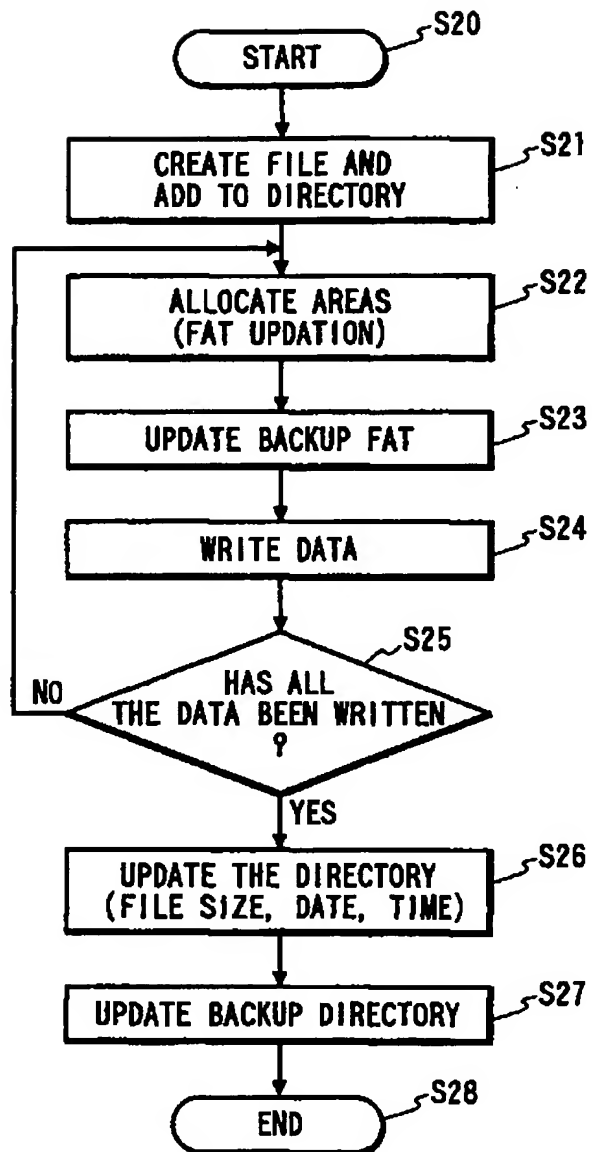 S20
START
S21
CREATE FILE AND
ADD TO DIRECTORY
S22
ALLOCATE AREAS
(FAT UPDATION)
S23
UPDATE BACKUP FAT
S24
WRITE DATA
S25
HAS ALL
THE DATA BEEN WRITTEN
?
NO
YES
S26
UPDATE THE DIRECTORY
(FILE SIZE, DATE, TIME)
S27
UPDATE BACKUP DIRECTORY
S28
END